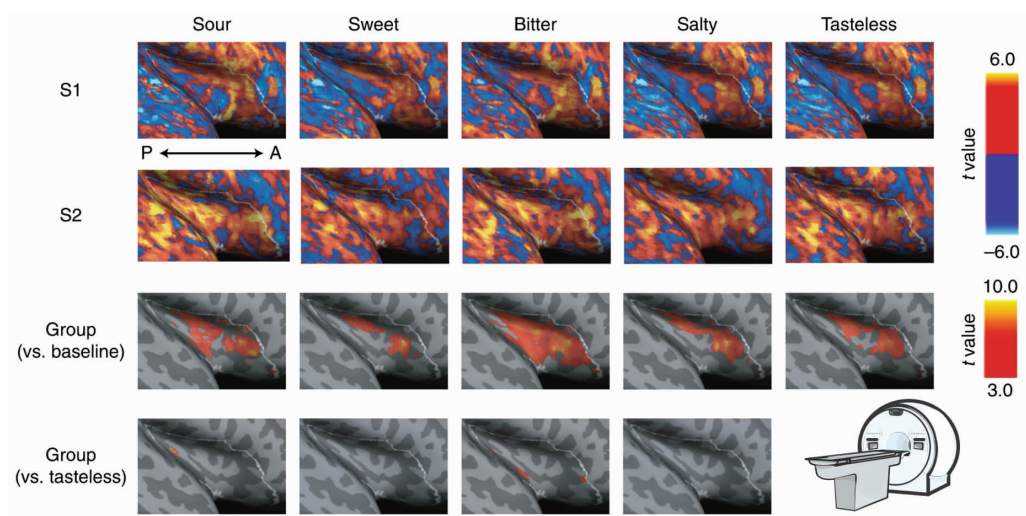 Sour Sweet Bitter Salty Tasteless
S1
P A
S2
Group
(vs. baseline)
Group
(vs. tasteless)
6.0
t value
–6.0
10.0
t value
3.0